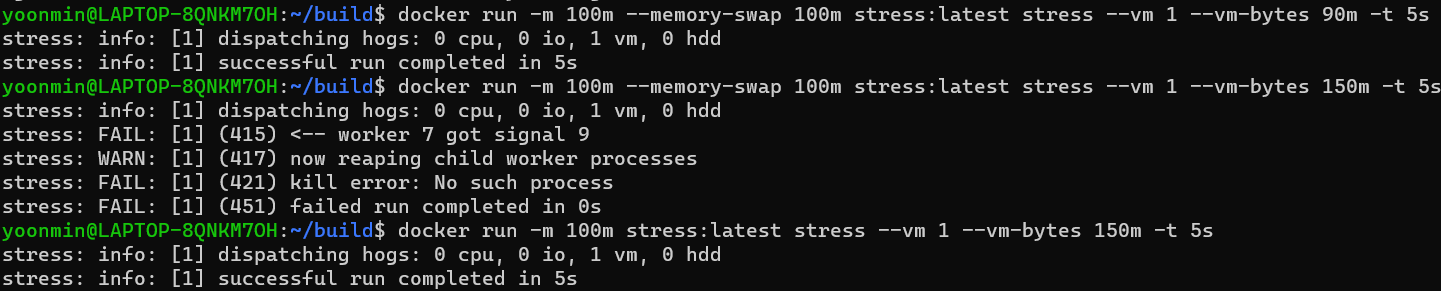 yoonmin@LAPTOP-8QNKM7OH:~/build$ docker run -m 100m --memory-swap 100m stress:latest stress --vm 1 --vm-bytes 90m -t 5s
stress: info: [1] dispatching hogs: 0 cpu, 0 io, 1 vm, 0 hdd
stress: info: [1] successful run completed in 5s
yoonmin@LAPTOP-8QNKM7OH:~/build$ docker run -m 100m --memory-swap 100m stress:latest stress --vm 1 --vm-bytes 150m -t 5s
stress: info: [1] dispatching hogs: 0 cpu, 0 io, 1 vm, 0 hdd
stress: FAIL: [1] (415) <-- worker 7 got signal 9
stress: WARN: [1] (417) now reaping child worker processes
stress: FAIL: [1] (421) kill error: No such process
stress: FAIL: [1] (451) failed run completed in 0s
yoonmin@LAPTOP-8QNKM7OH:~/build$ docker run -m 100m stress:latest stress --vm 1 --vm-bytes 150m -t 5s
stress: info: [1] dispatching hogs: 0 cpu, 0 io, 1 vm, 0 hdd
stress: info: [1] successful run completed in 5s